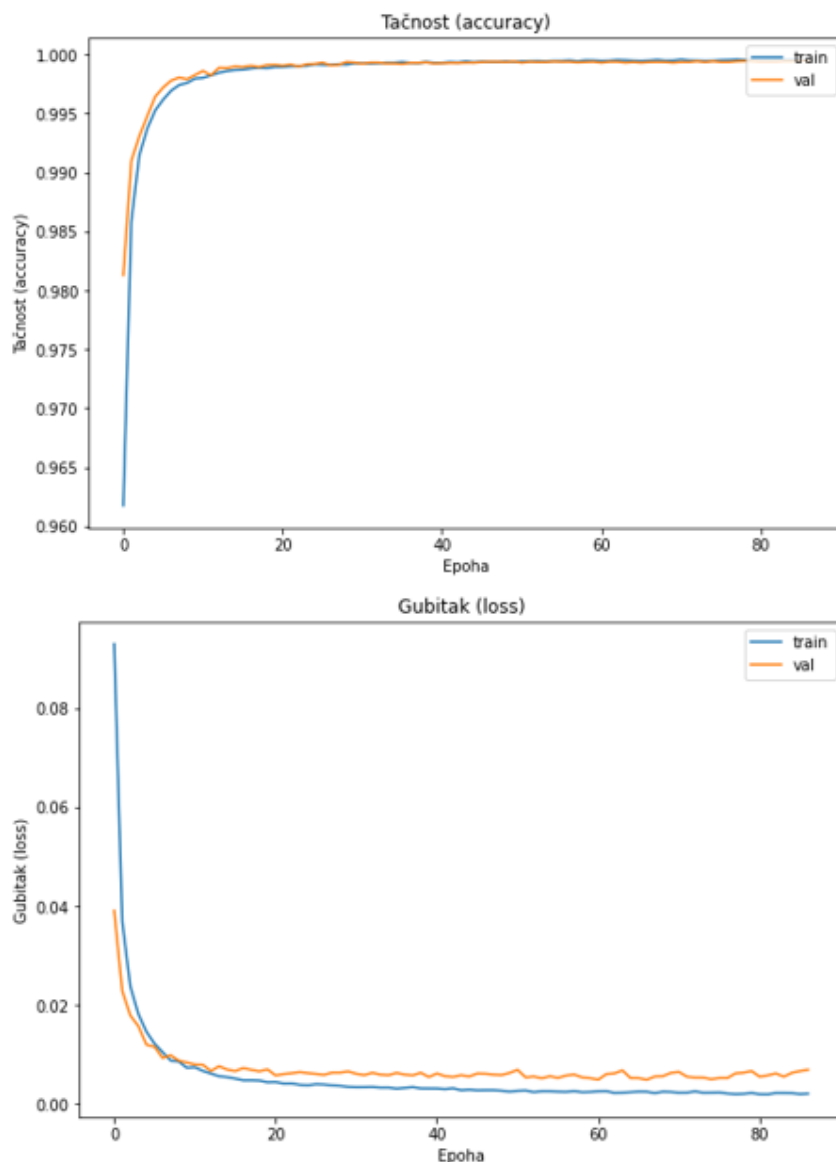 Tačnost (accuracy)
1.000
0.995
0.990
0.985
0.980
0.975
0.970
0.965
0.960
Tačnost (accuracy)
train
val
0 20 40 60 80
Epoha
Gubitak (loss)
0.08
0.06
0.04
0.02
0.00
Gubitak (loss)
train
val
0 20 40 60 80
Epoha